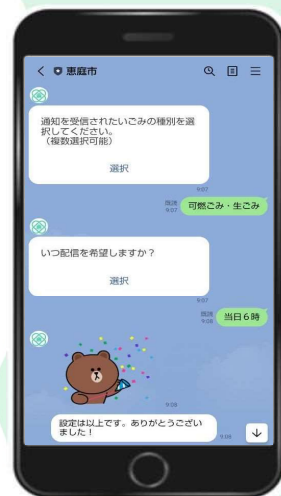 恵庭市
通知を受信されたいごみの種別を選
択してください。
（複数選択可能）
選択
9:07
既読
9:07
可燃ごみ・生ごみ
いつ配信を希望しますか？
選択
9:07
既読
9:08
当日6時
9:08
設定は以上です。ありがとうござい
ました！
9:08